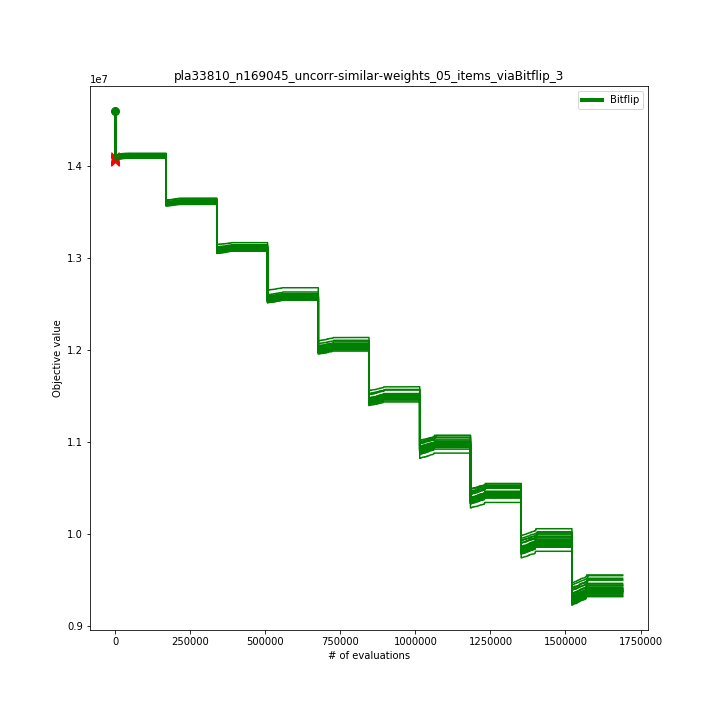 pla33810_n169045_uncorr-similar-weights_05_items_viaBitflip_3
1e7
Bitflip
1.4
1.3
1.2
1.1
1.0
0.9
Objective value
0 250000 500000 750000 1000000 1250000 1500000 1750000
# of evaluations